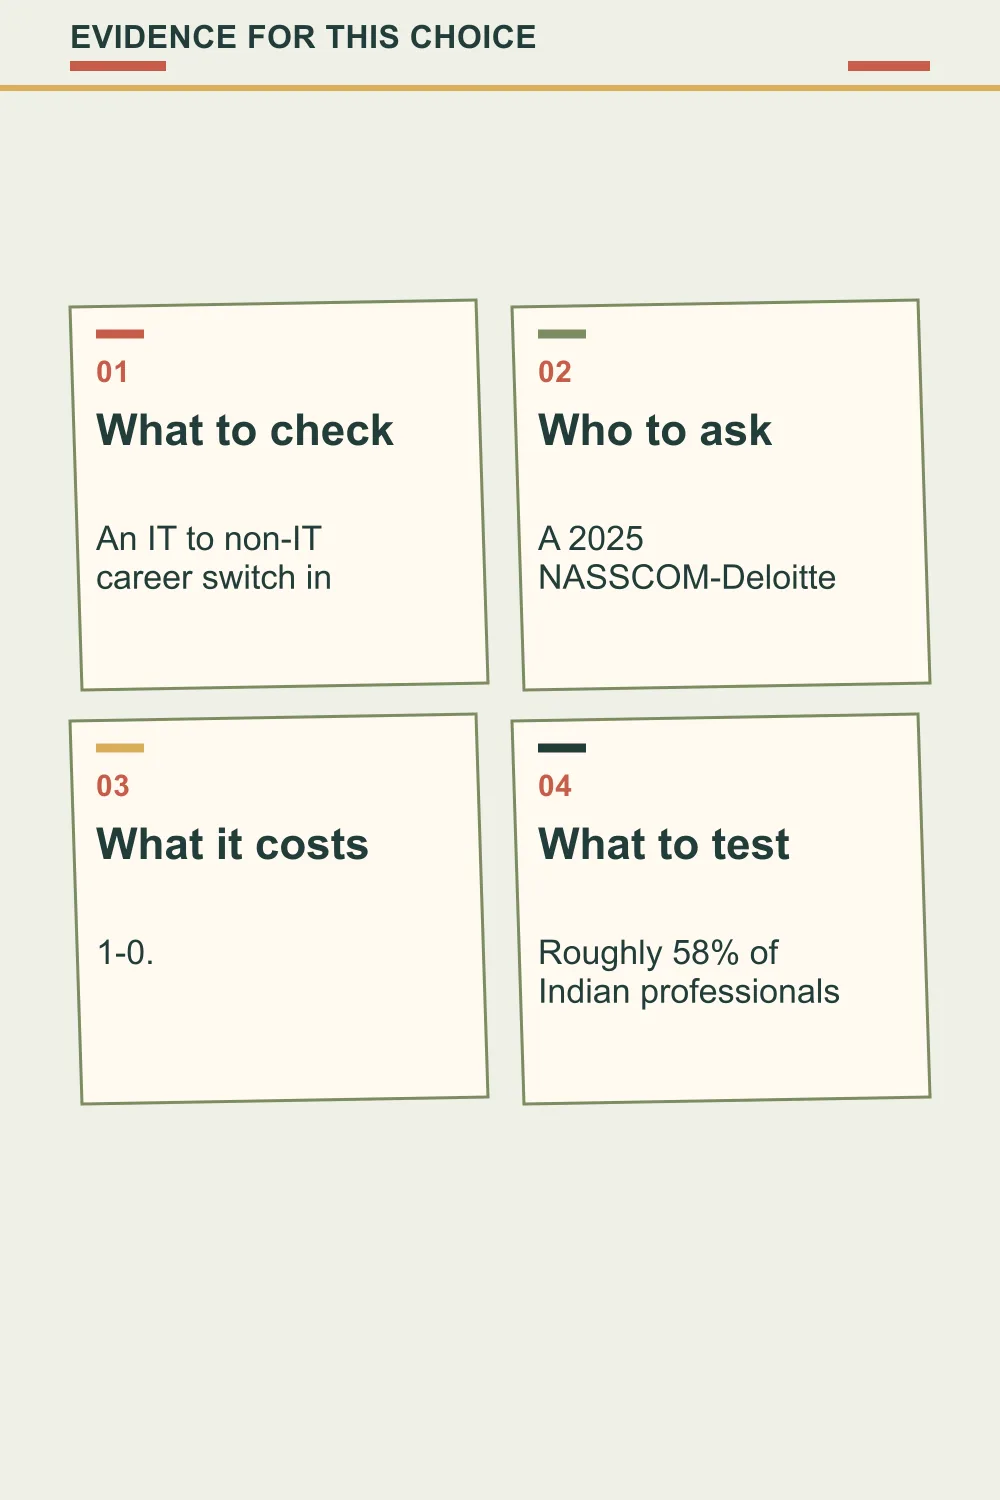 EVIDENCE FOR THIS CHOICE
01
What to check
An IT to non-IT
career switch in
02
Who to ask
A 2025
NASSCOM-Deloitte
03
What it costs
1-0.
04
What to test
Roughly 58% of
Indian professionals